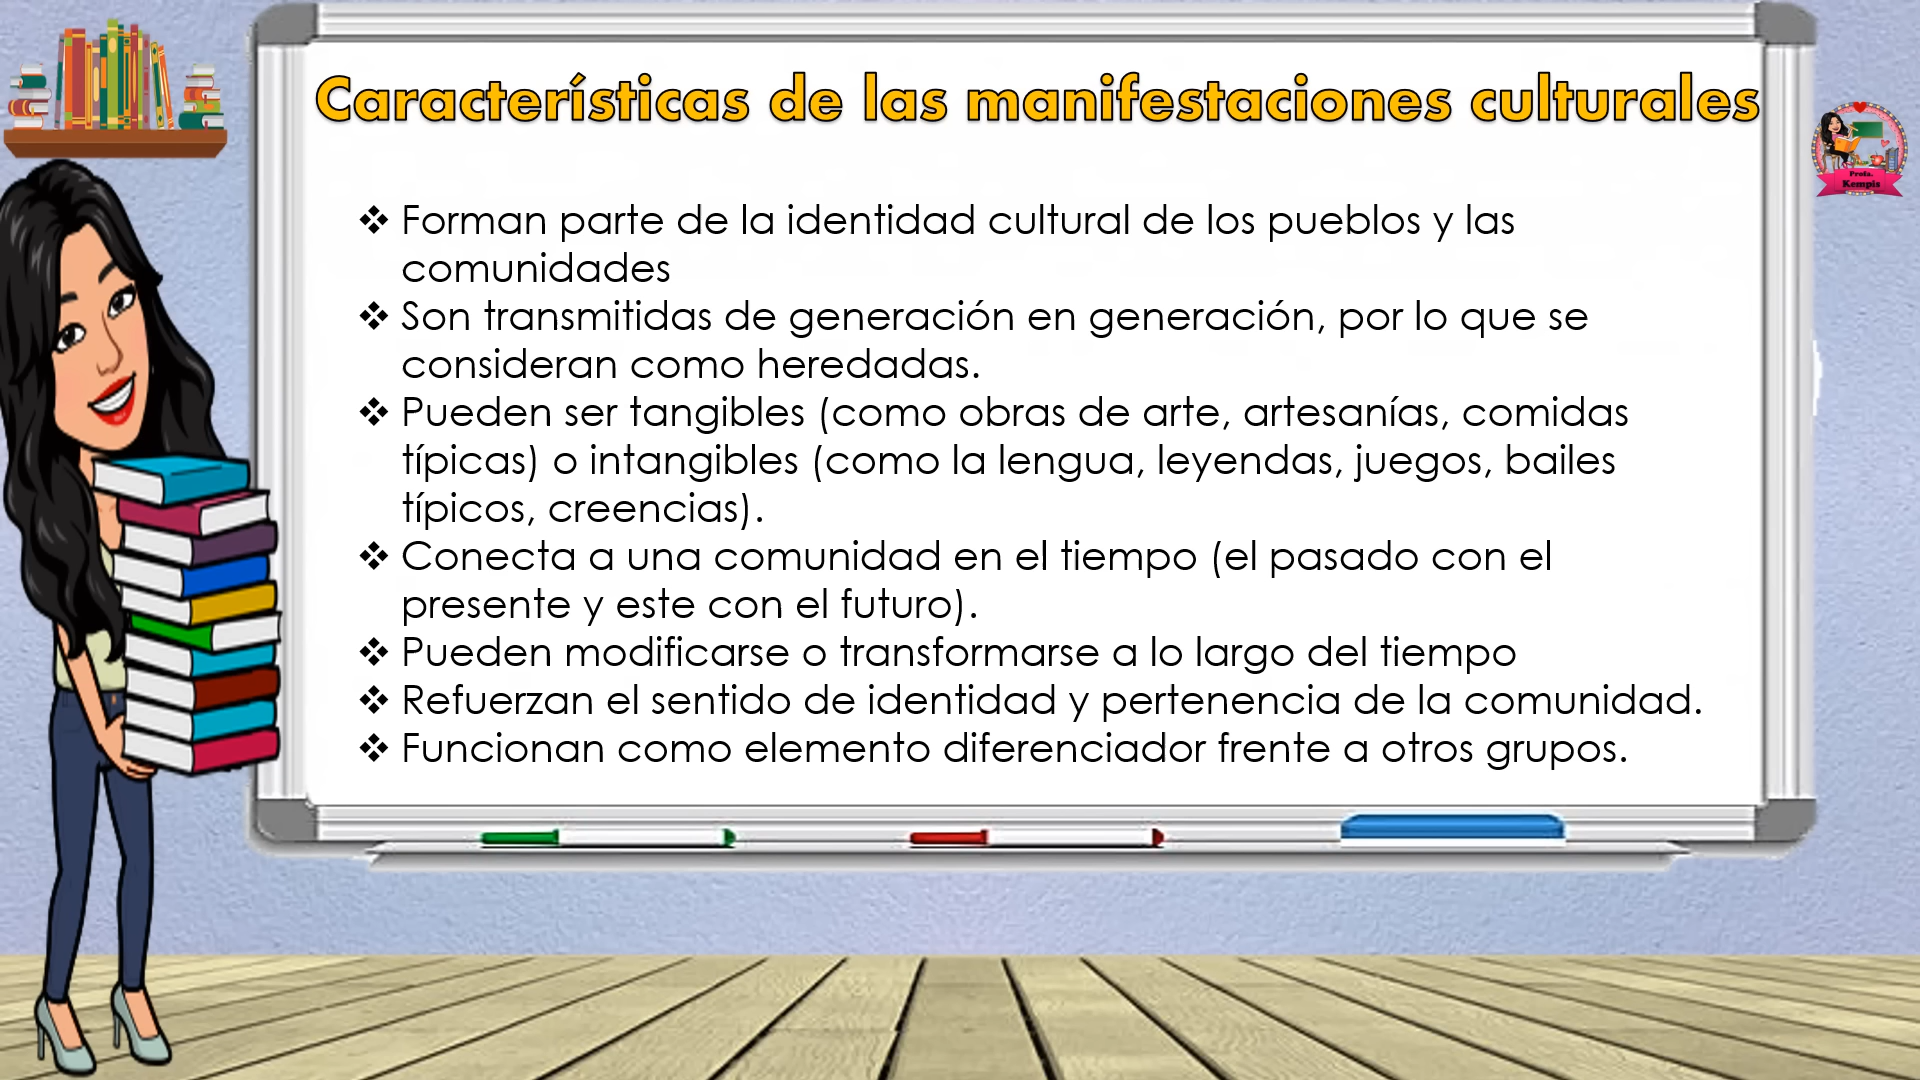 Características de las manifestaciones culturales
❖ Forman parte de la identidad cultural de los pueblos y las
comunidades
❖ Son transmitidas de generación en generación, por lo que se
consideran como heredadas.
❖ Pueden ser tangibles (como obras de arte, artesanías, comidas
típicas) o intangibles (como la lengua, leyendas, juegos, bailes
típicos, creencias).
❖ Conecta a una comunidad en el tiempo (el pasado con el
presente y este con el futuro).
❖ Pueden modificarse o transformarse a lo largo del tiempo
❖ Refuerzan el sentido de identidad y pertenencia de la comunidad.
❖ Funcionan como elemento diferenciador frente a otros grupos.
Profa.
Kempis